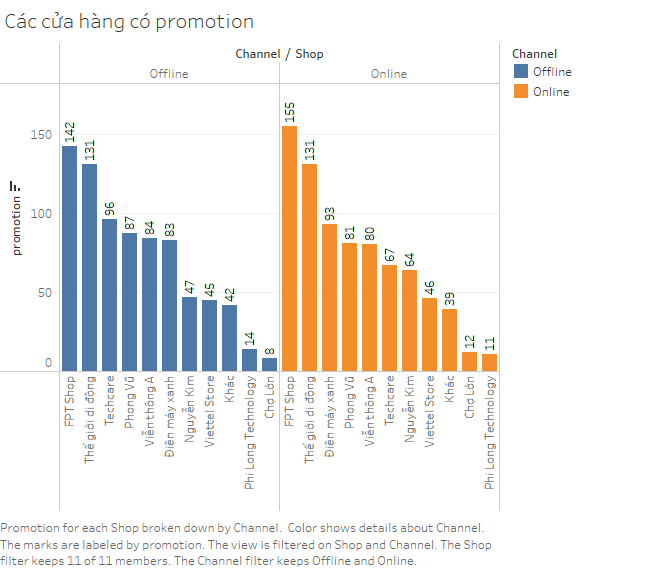 Các cửa hàng có promotion
Channel / Shop
Offline
Online
Channel
Offline
Online
promotion
150
100
50
0
142
131
96
87
84
83
47
45
42
14
8
155
131
93
81
80
67
64
46
39
12
11
FPT Shop
Thế giới di động
Techcare
Phong Vũ
Viễn thông A
Điện máy xanh
Nguyễn Kim
Viettel Store
Khác
Phi Long Technology
Chợ Lớn
FPT Shop
Thế giới di động
Điện máy xanh
Phong Vũ
Viễn thông A
Techcare
Nguyễn Kim
Viettel Store
Khác
Chợ Lớn
Phi Long Technology
Promotion for each Shop broken down by Channel.  Color shows details about Channel.
The marks are labeled by promotion. The view is filtered on Shop and Channel. The Shop
filter keeps 11 of 11 members. The Channel filter keeps Offline and Online.